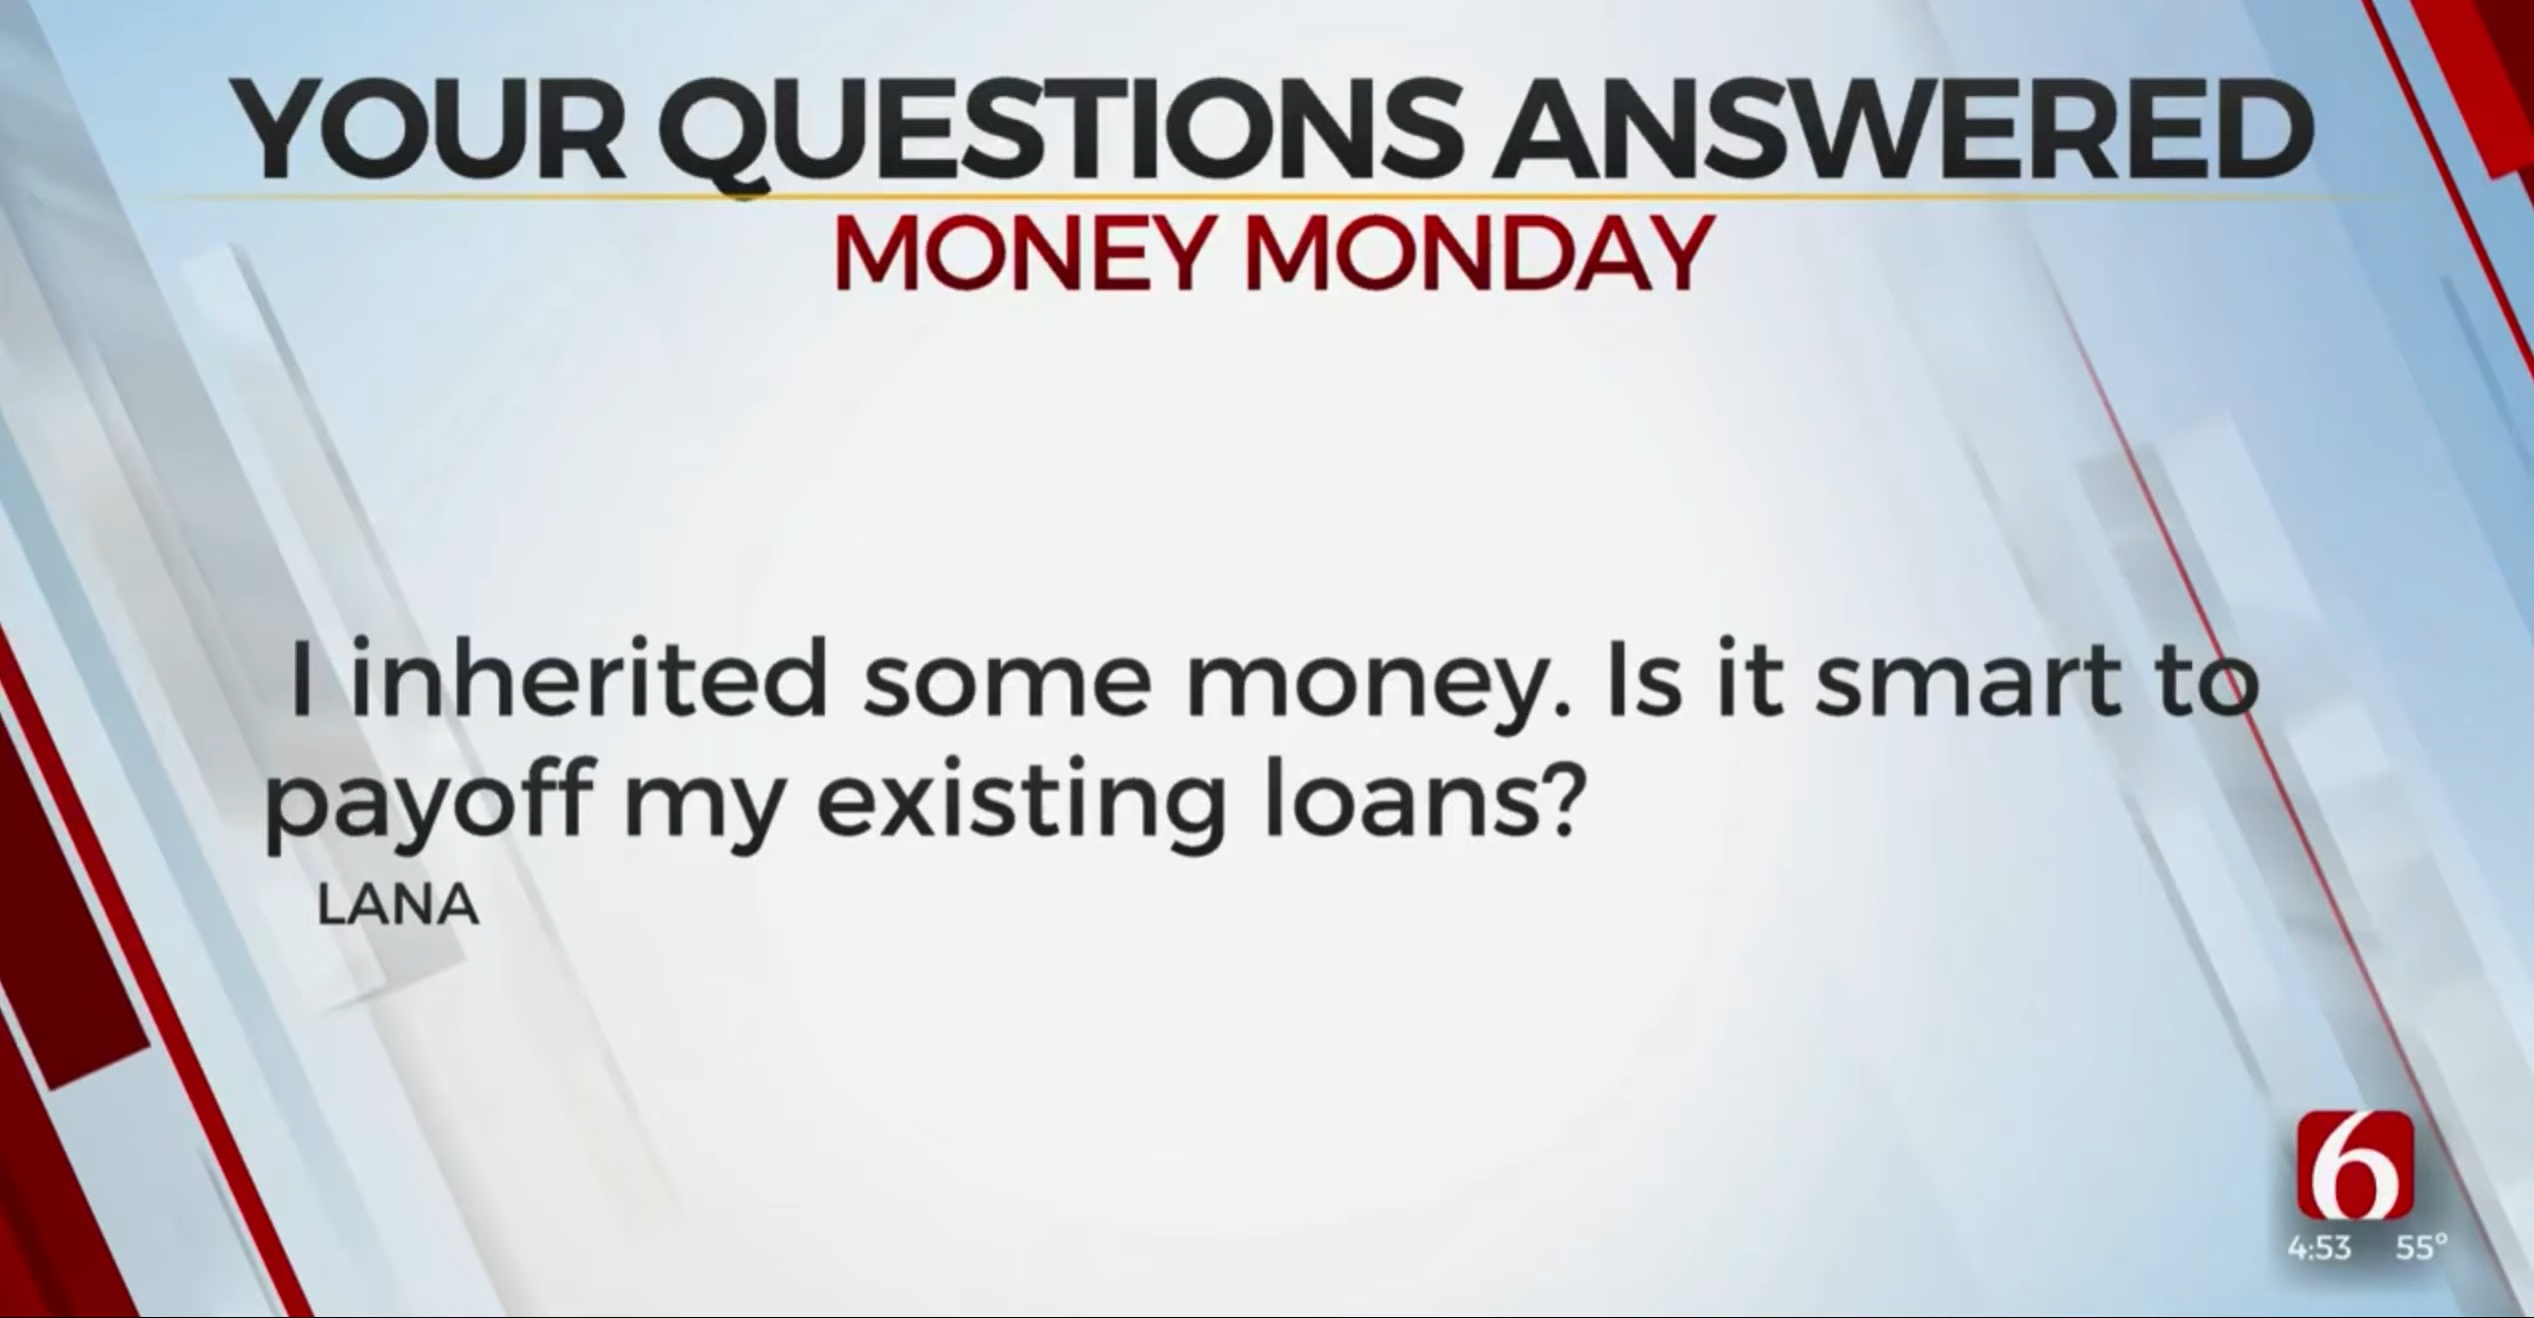 YOUR QUESTIONS ANSWERED
MONEY MONDAY
I inherited some money. Is it smart to
payoff my existing loans?
LANA
6
4:53 55°